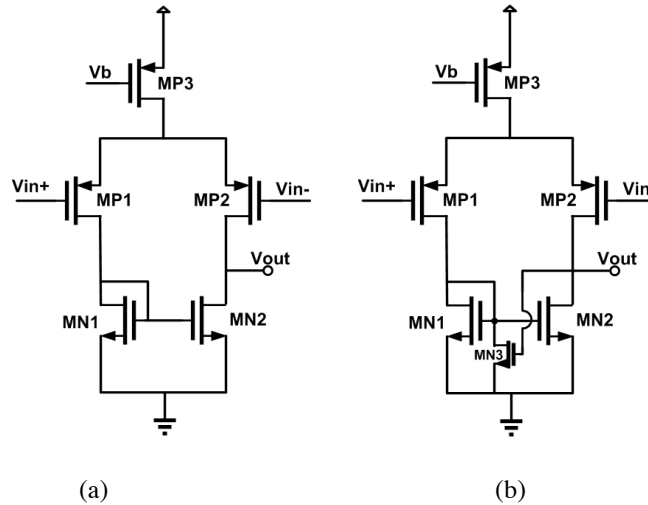 Vb
MP3
Vin+
MP1
MP2
Vin-
Vout
MN1
MN2
(a)
Vb
MP3
Vin+
MP1
MP2
Vin
Vout
MN1
MN3
MN2
(b)